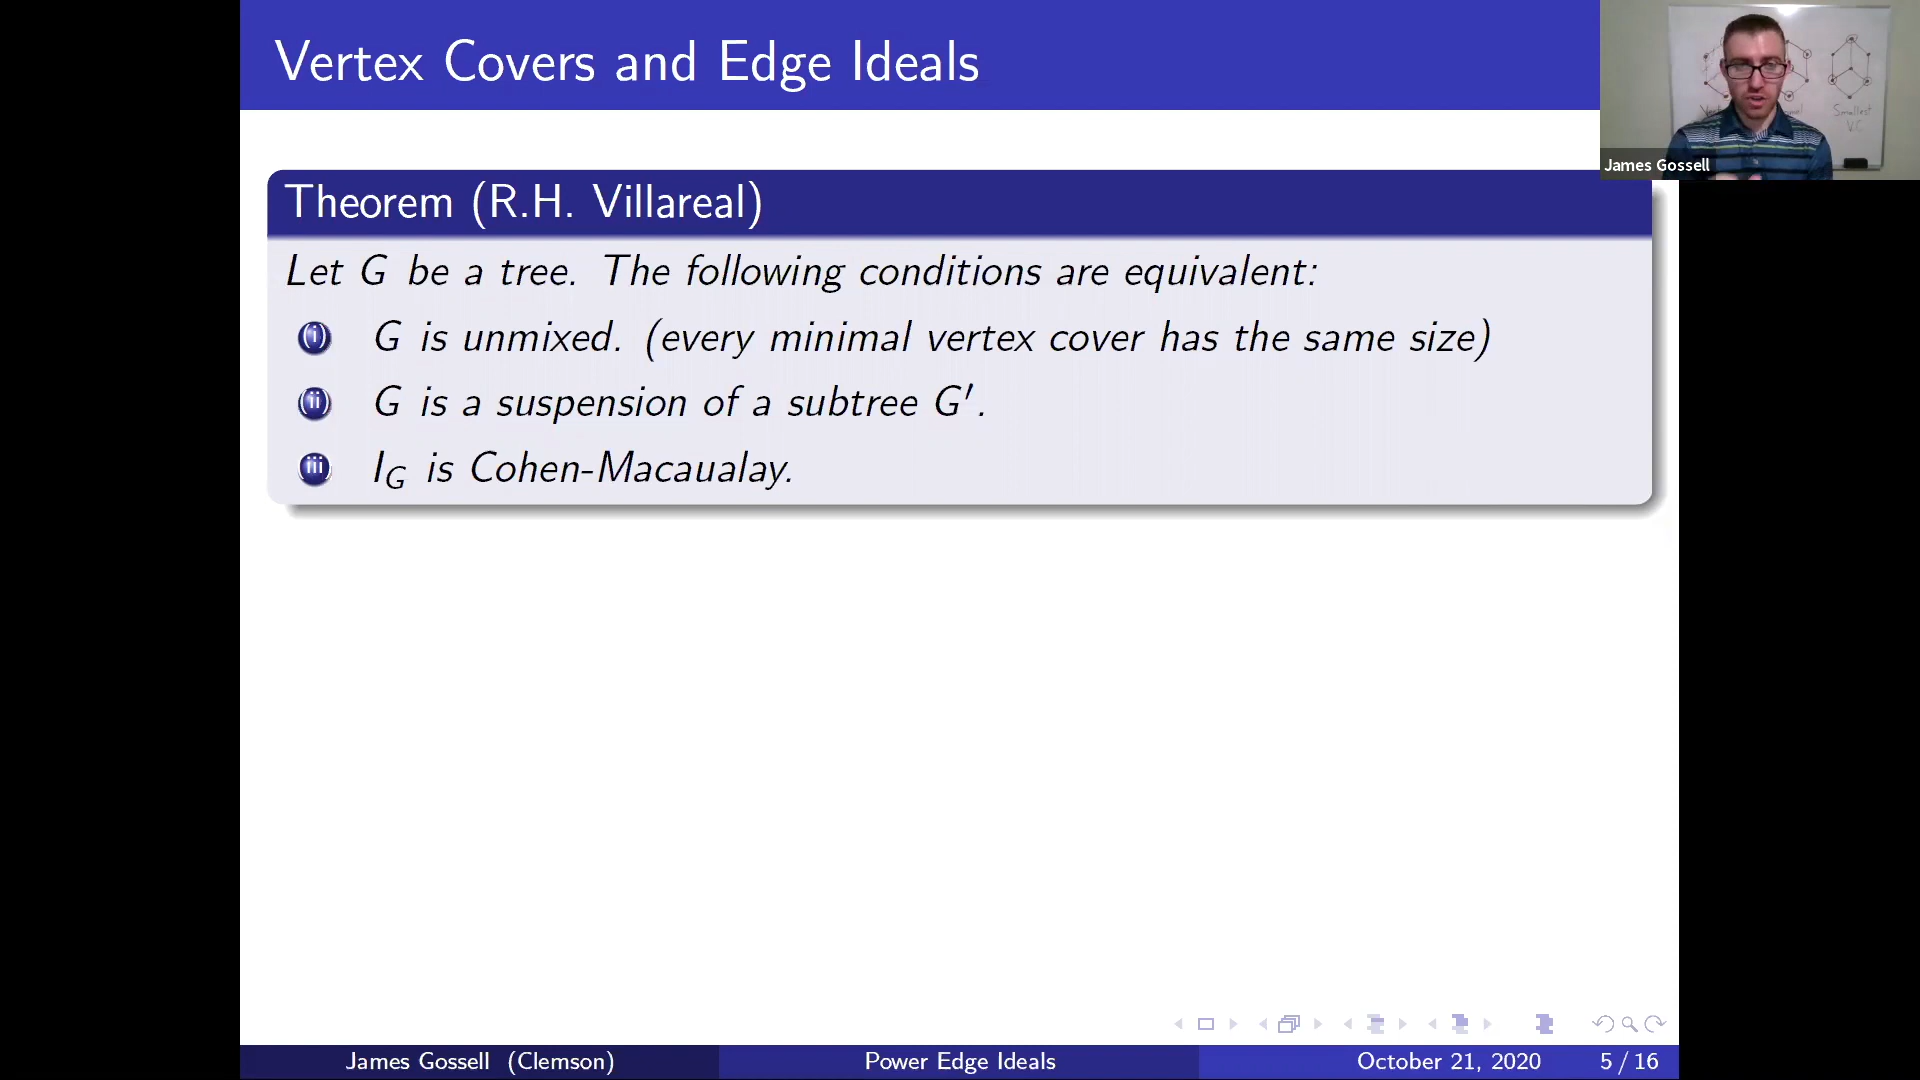 Vertex Covers and Edge Ideals
Theorem (R.H. Villareal)
Let G be a tree. The following conditions are equivalent:
(i) G is unmixed. (every minimal vertex cover has the same size)
(ii) G is a suspension of a subtree G′.
(iii) I_G is Cohen-Macaualay.
Smallest
V.C
James Gossell
James Gossell (Clemson)
Power Edge Ideals
October 21, 2020
5 / 16